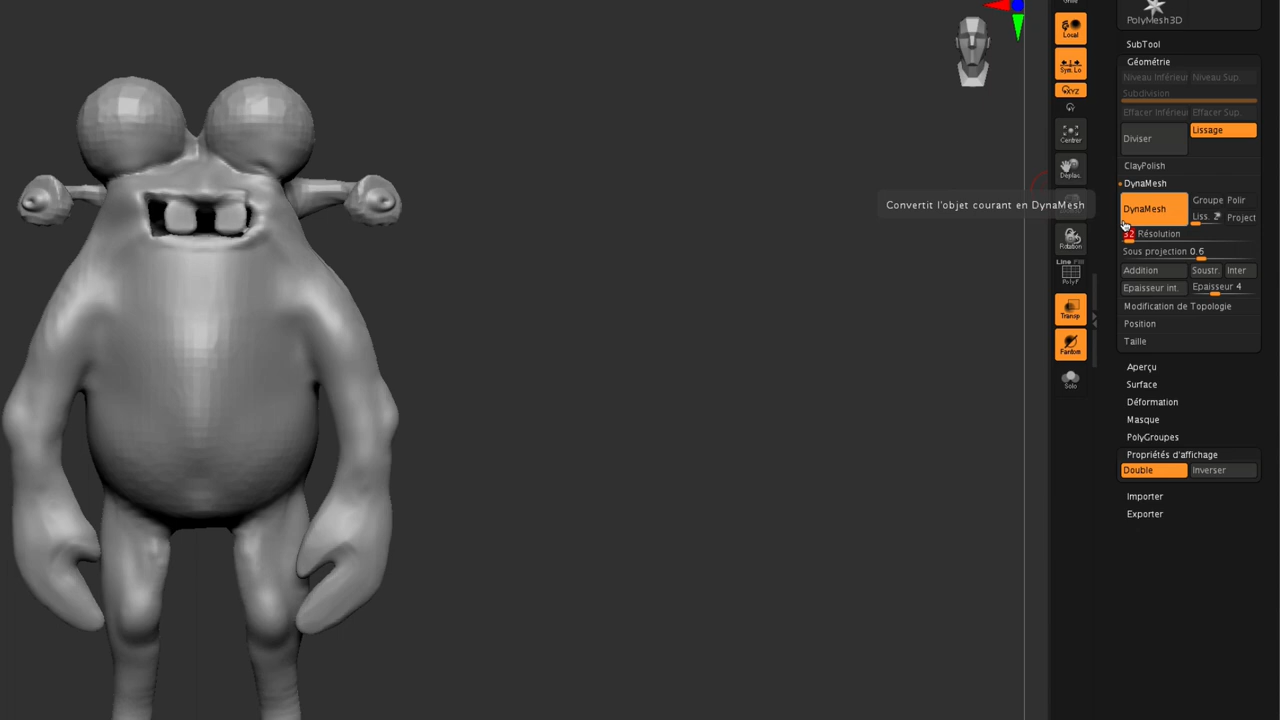 PolyMesh3D
Local
SubTool
Géométrie
Sym.Lo
Niveau Inférieur Niveau Sup.
XYZ
Subdivision
Effacer Inférieur Effacer Sup.
Lissage
Centrer
Diviser
ClayPolish
Déplac.
DynaMesh
Groupe Polir
Convertit l'objet courant en DynaMesh
DynaMesh
Liss. Project
32 Résolution
Rotation
Sous projection 0.6
Line Fill
PolyF
Addition Soustr. Inter
Epaisseur int. Epaisseur 4
Transp
Modification de Topologie
Position
Fantom
Taille
Aperçu
Solo
Surface
Déformation
Masque
PolyGroupes
Propriétés d'affichage
Double Inverser
Importer
Exporter